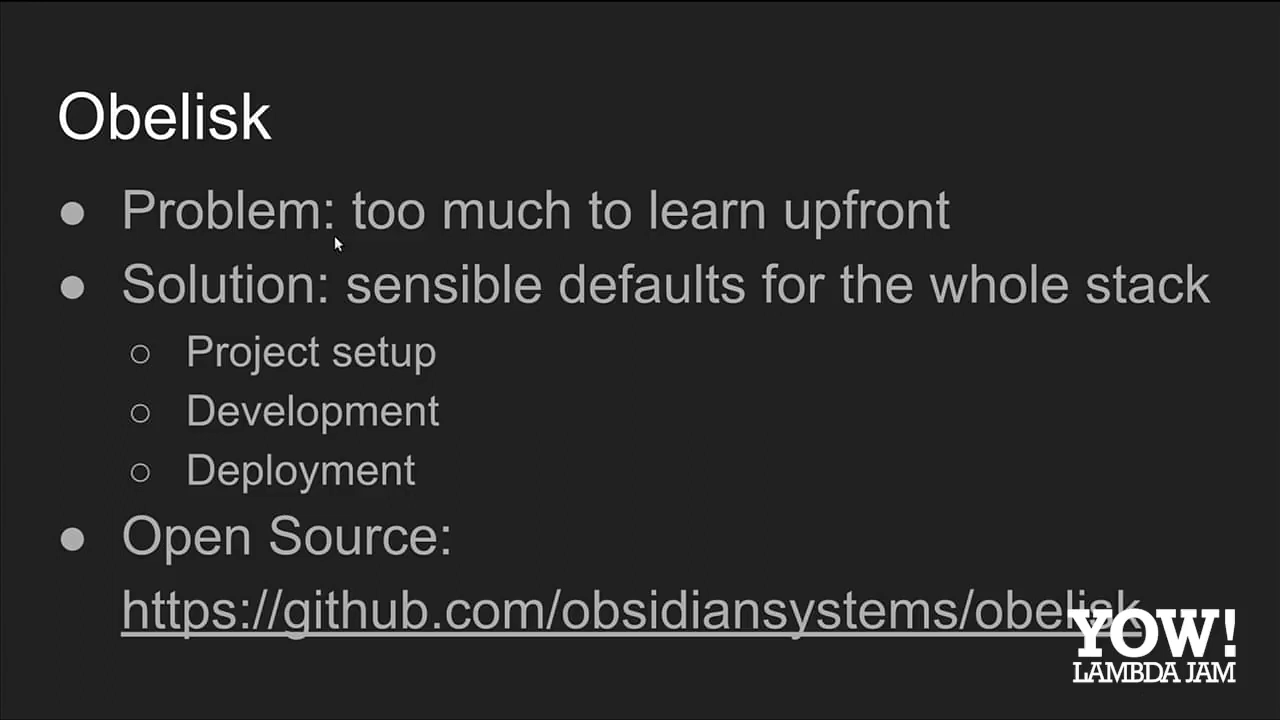 Obelisk
● Problem: too much to learn upfront
● Solution: sensible defaults for the whole stack
○ Project setup
○ Development
○ Deployment
● Open Source:
https://github.com/obsidiansystems/obelisk
YOW!
LAMBDA JAM